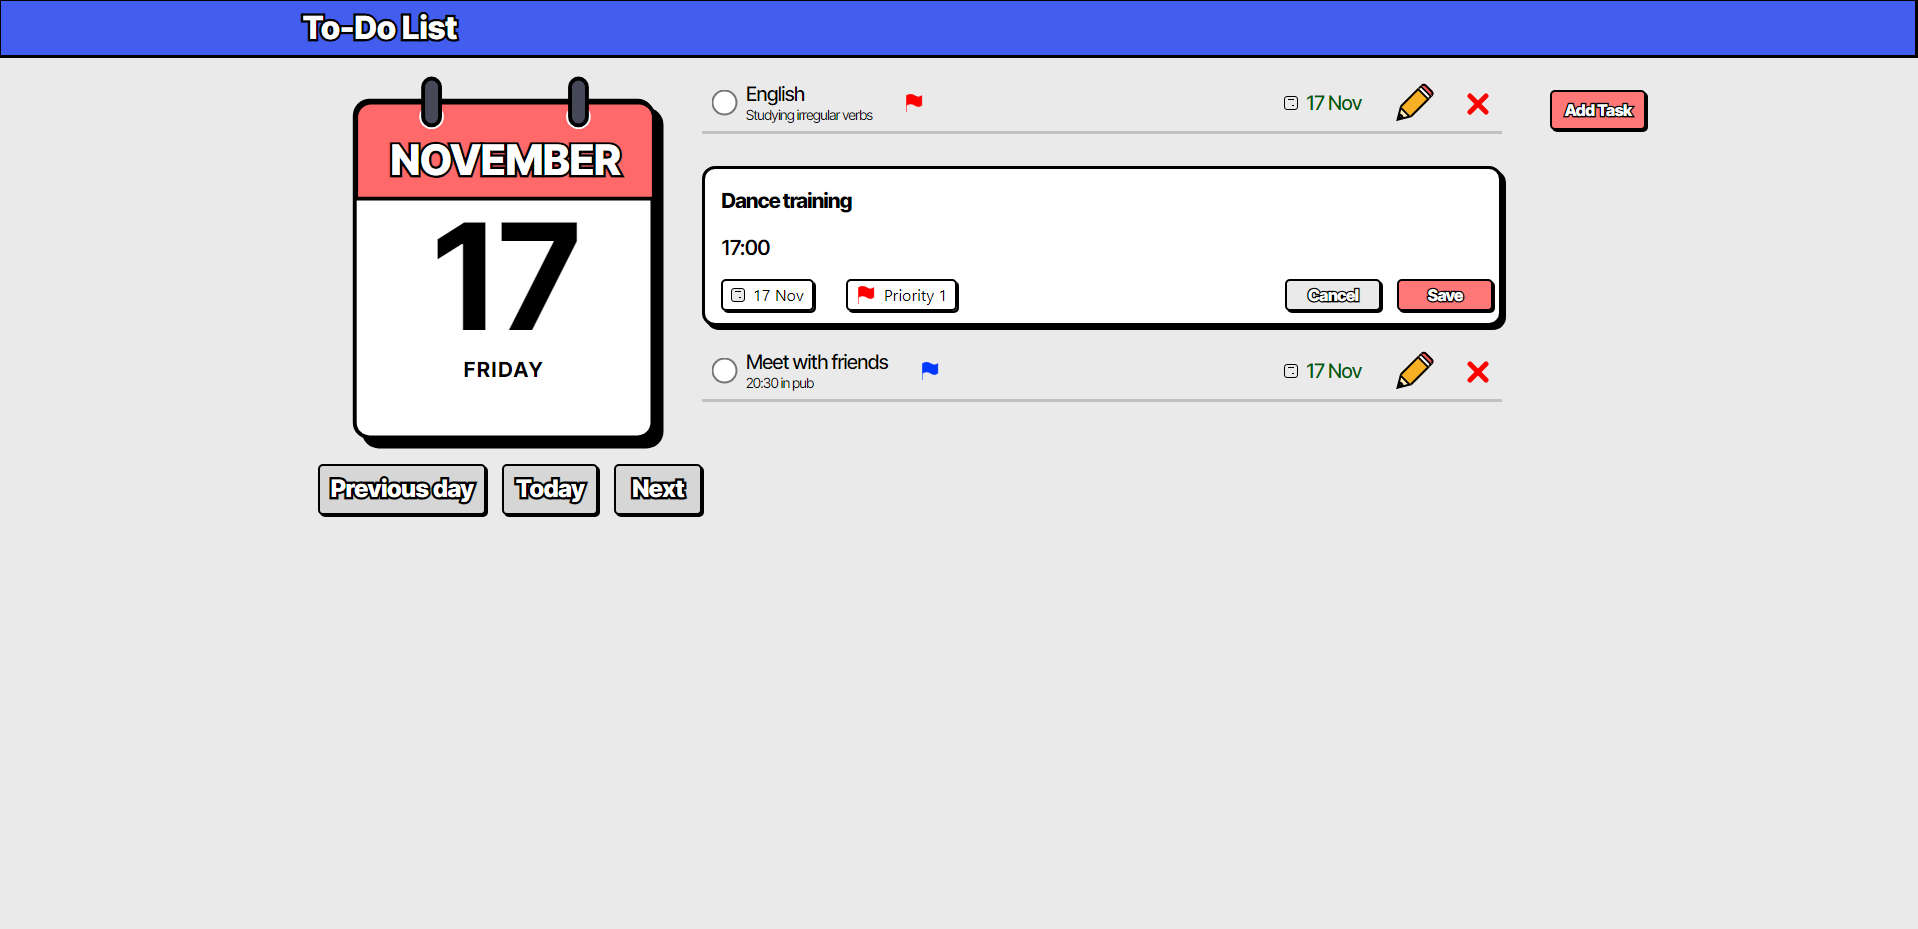 To-Do List
NOVEMBER
17
FRIDAY
Previous day
Today
Next
English
Studying irregular verbs
17 Nov
Add Task
Dance training
17:00
17 Nov
Priority 1
Cancel
Save
Meet with friends
20:30 in pub
17 Nov